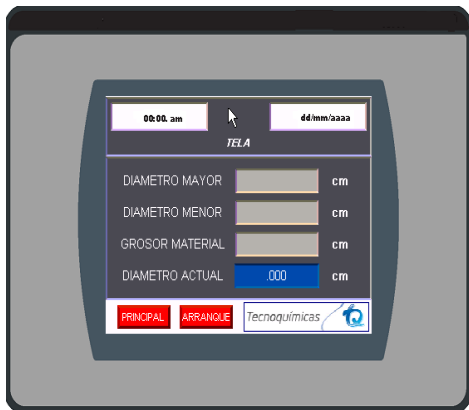 00:00. am
dd/mm/aaaa
TELA
DIAMETRO MAYOR cm
DIAMETRO MENOR cm
GROSOR MATERIAL cm
DIAMETRO ACTUAL .000 cm
PRINCIPAL ARRANQUE Tecnoquímicas